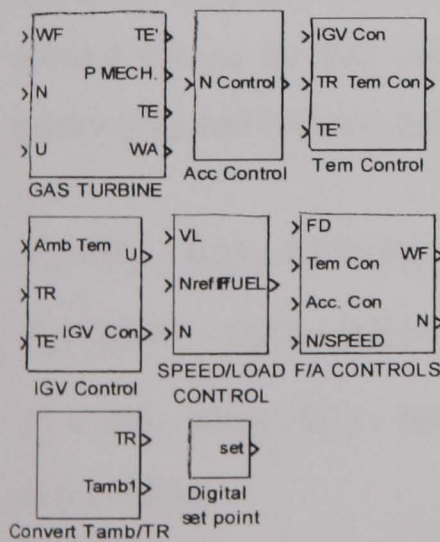 WF TE'
P MECH.
N
TE
U WA
GAS TURBINE
N Control
Acc Control
IGV Con
TR Tem Con
TE'
Tem Control
Amb Tem U
TR
TE' IGV Con
IGV Control
VL
Nref FUEL
N
SPEED/LOAD
CONTROL
FD
WF
Tem Con
Acc. Con
N
N/SPEED
F/A CONTROLS
TR
Tamb1
Convert Tamb/TR
set
Digital
set point